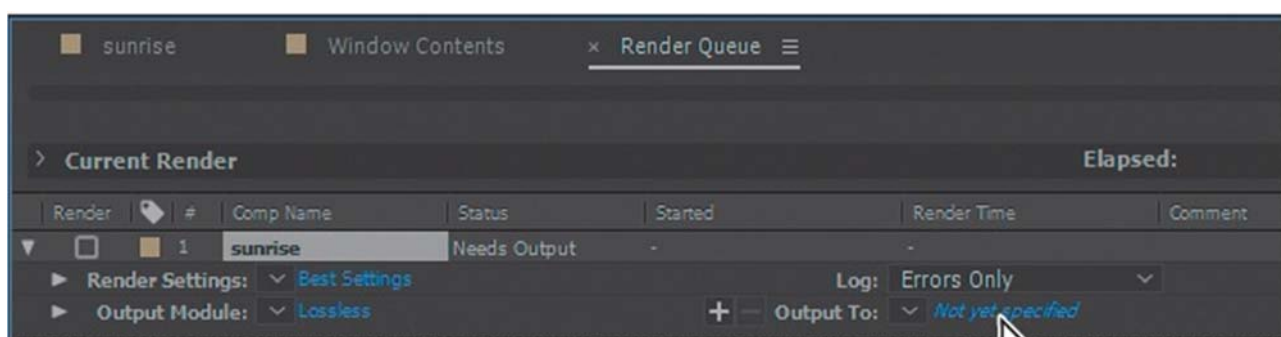 sunrise Window Contents × Render Queue
Current Render Elapsed:
Render # Comp Name Status Started Render Time Comment
1 sunrise Needs Output - -
Render Settings: Best Settings Log: Errors Only
Output Module: Lossless + - Output To: Not yet specified